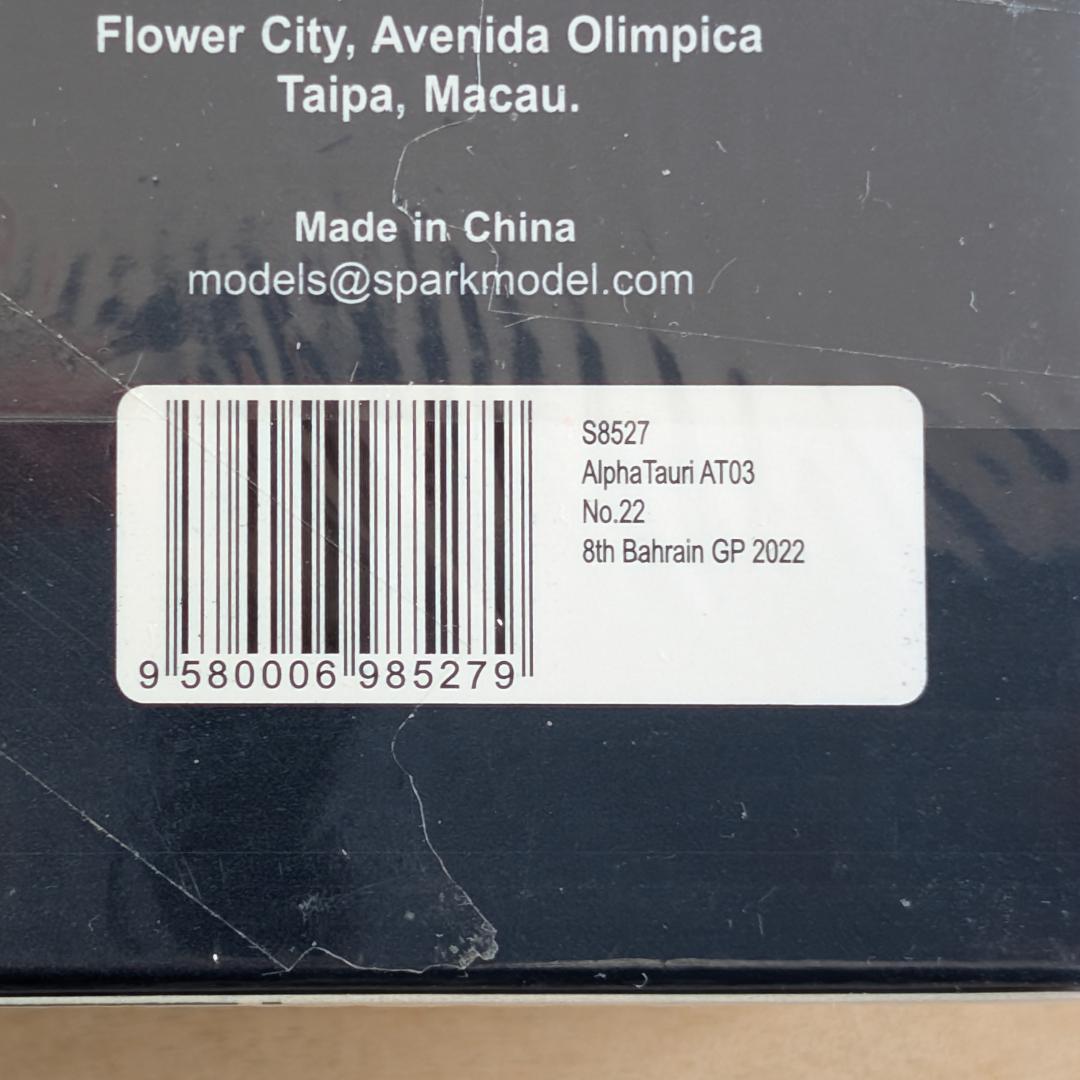 Flower City, Avenida Olimpica
Taipa, Macau.
Made in China
models@sparkmodel.com
S8527
AlphaTauri AT03
No.22
8th Bahrain GP 2022
9 580006 985279